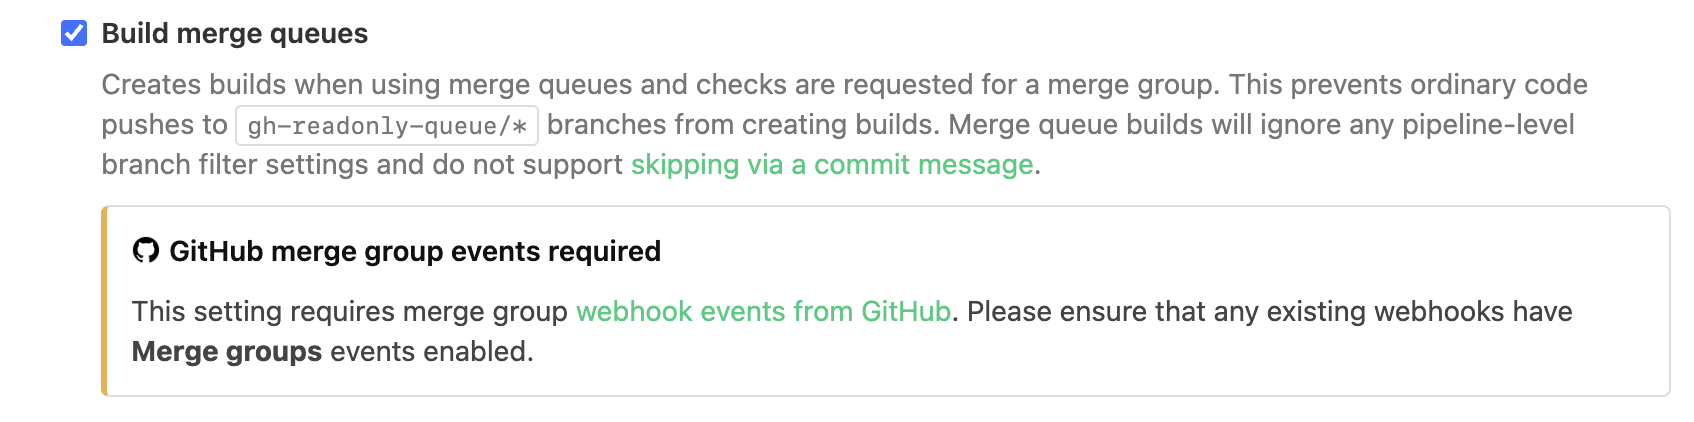 Build merge queues
Creates builds when using merge queues and checks are requested for a merge group. This prevents ordinary code
pushes to gh-readonly-queue/* branches from creating builds. Merge queue builds will ignore any pipeline-level
branch filter settings and do not support skipping via a commit message.
GitHub merge group events required
This setting requires merge group webhook events from GitHub. Please ensure that any existing webhooks have
Merge groups events enabled.